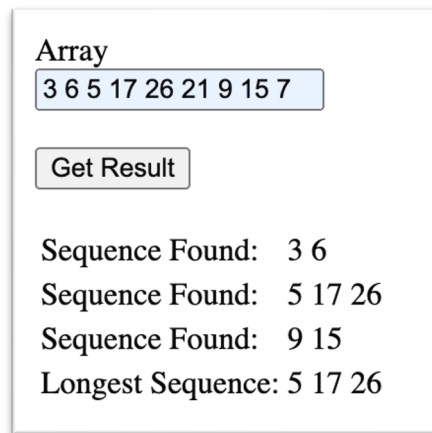 Array
3 6 5 17 26 21 9 15 7
Get Result
Sequence Found: 3 6
Sequence Found: 5 17 26
Sequence Found: 9 15
Longest Sequence: 5 17 26